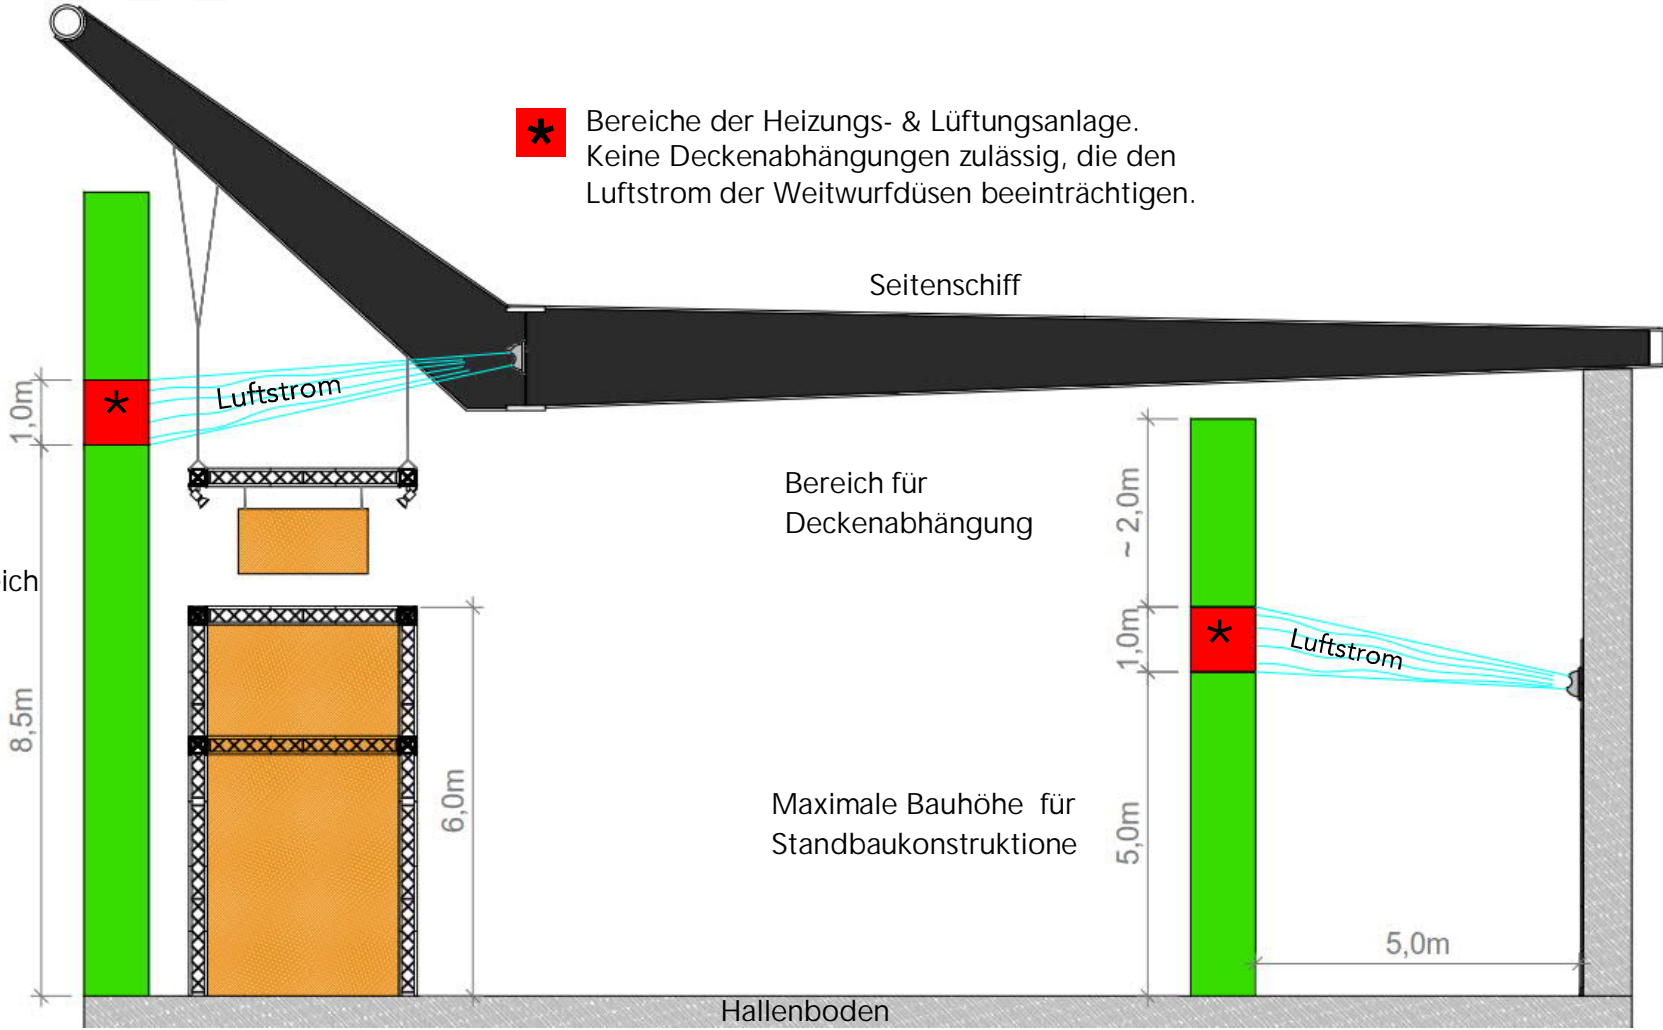 * Bereiche der Heizungs- & Lüftungsanlage.
Keine Deckenabhängungen zulässig, die den
Luftstrom der Weitwurfdüsen beeinträchtigen.
Seitenschiff
1,0m
*
Luftstrom
Bereich für
Deckenabhängung
~ 2,0m
ich
1,0m
*
Luftstrom
8,5m
6,0m
Maximale Bauhöhe für
Standbaukonstruktione
5,0m
5,0m
Hallenboden